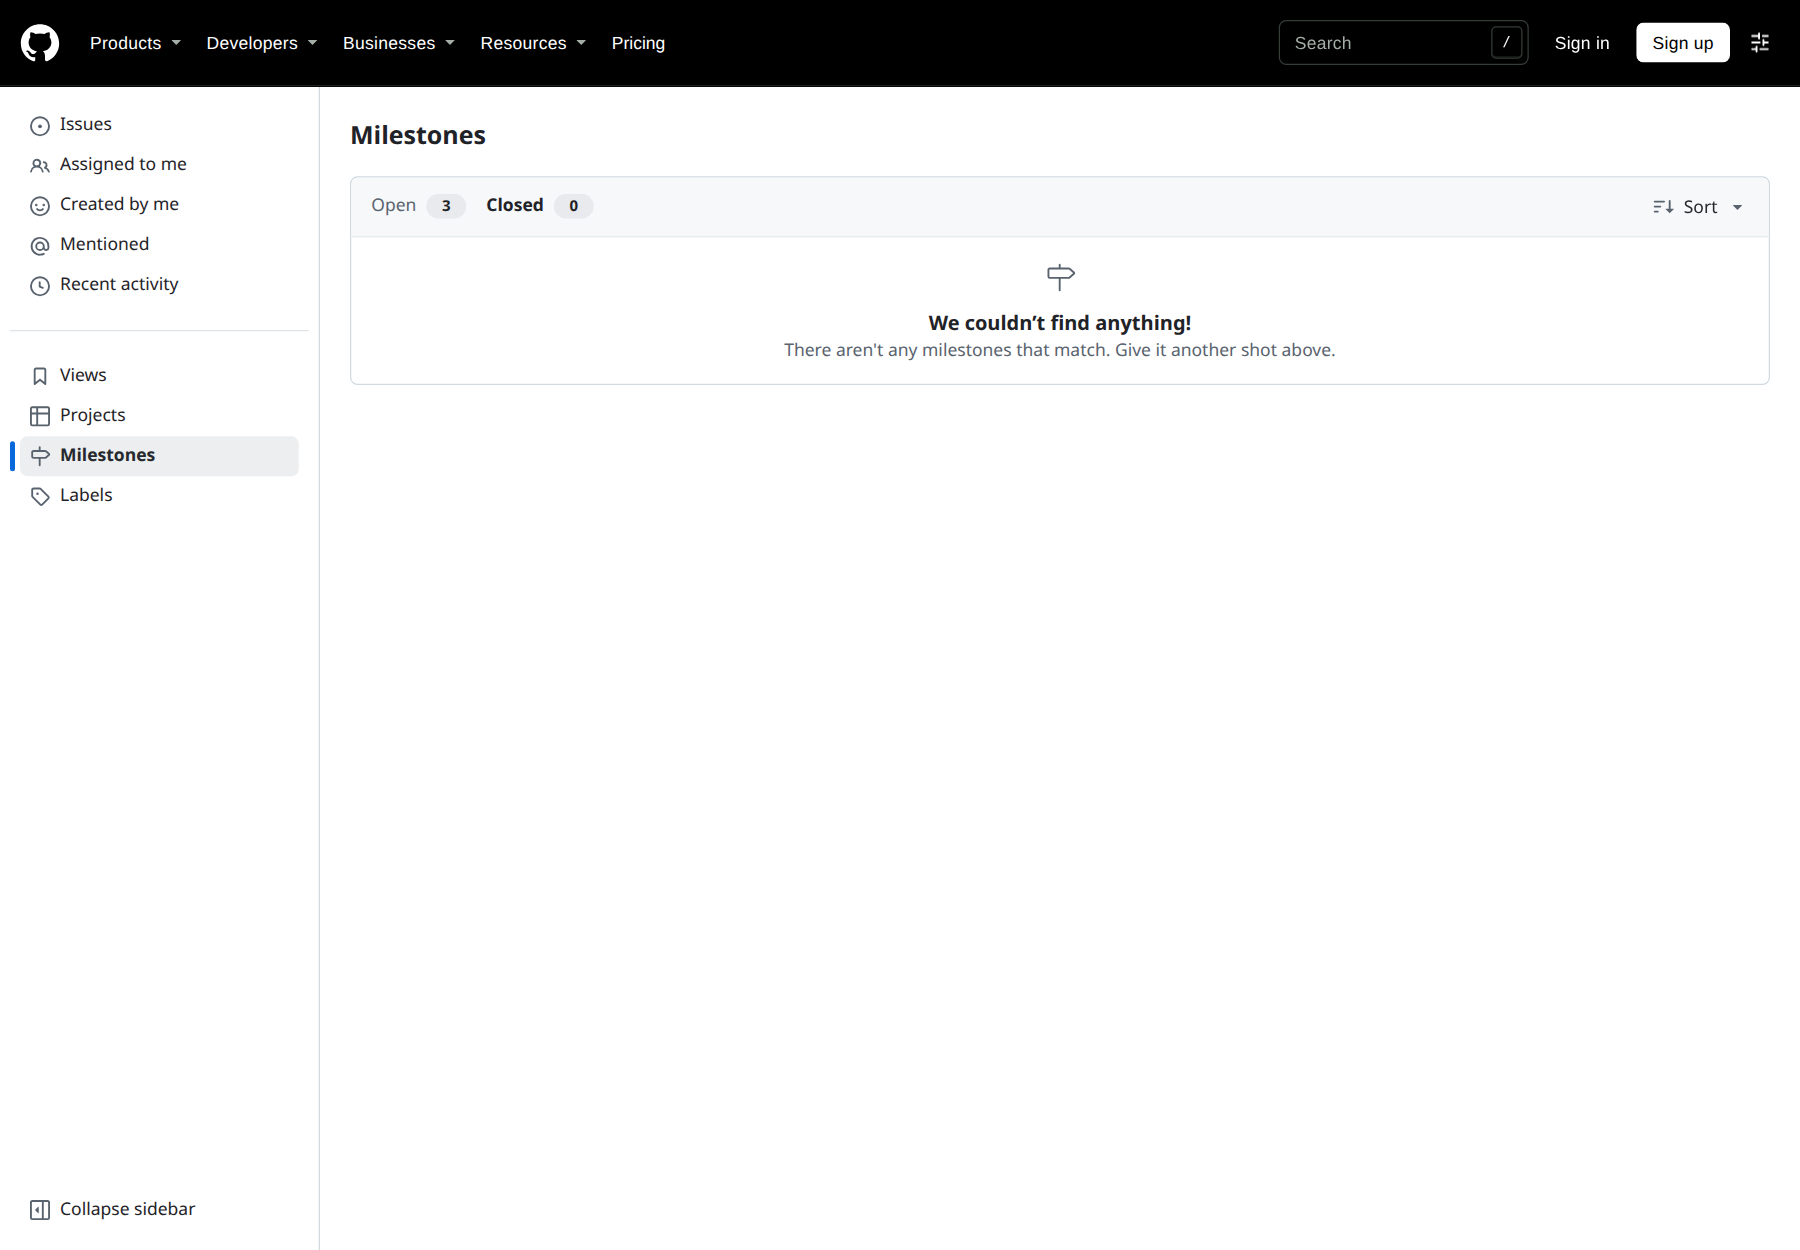 Products Developers Businesses Resources Pricing Search / Sign in Sign up
Issues
Assigned to me
Created by me
Mentioned
Recent activity
Views
Projects
Milestones
Labels
Collapse sidebar
Milestones
Open 3 Closed 0 Sort
We couldn’t find anything!
There aren't any milestones that match. Give it another shot above.